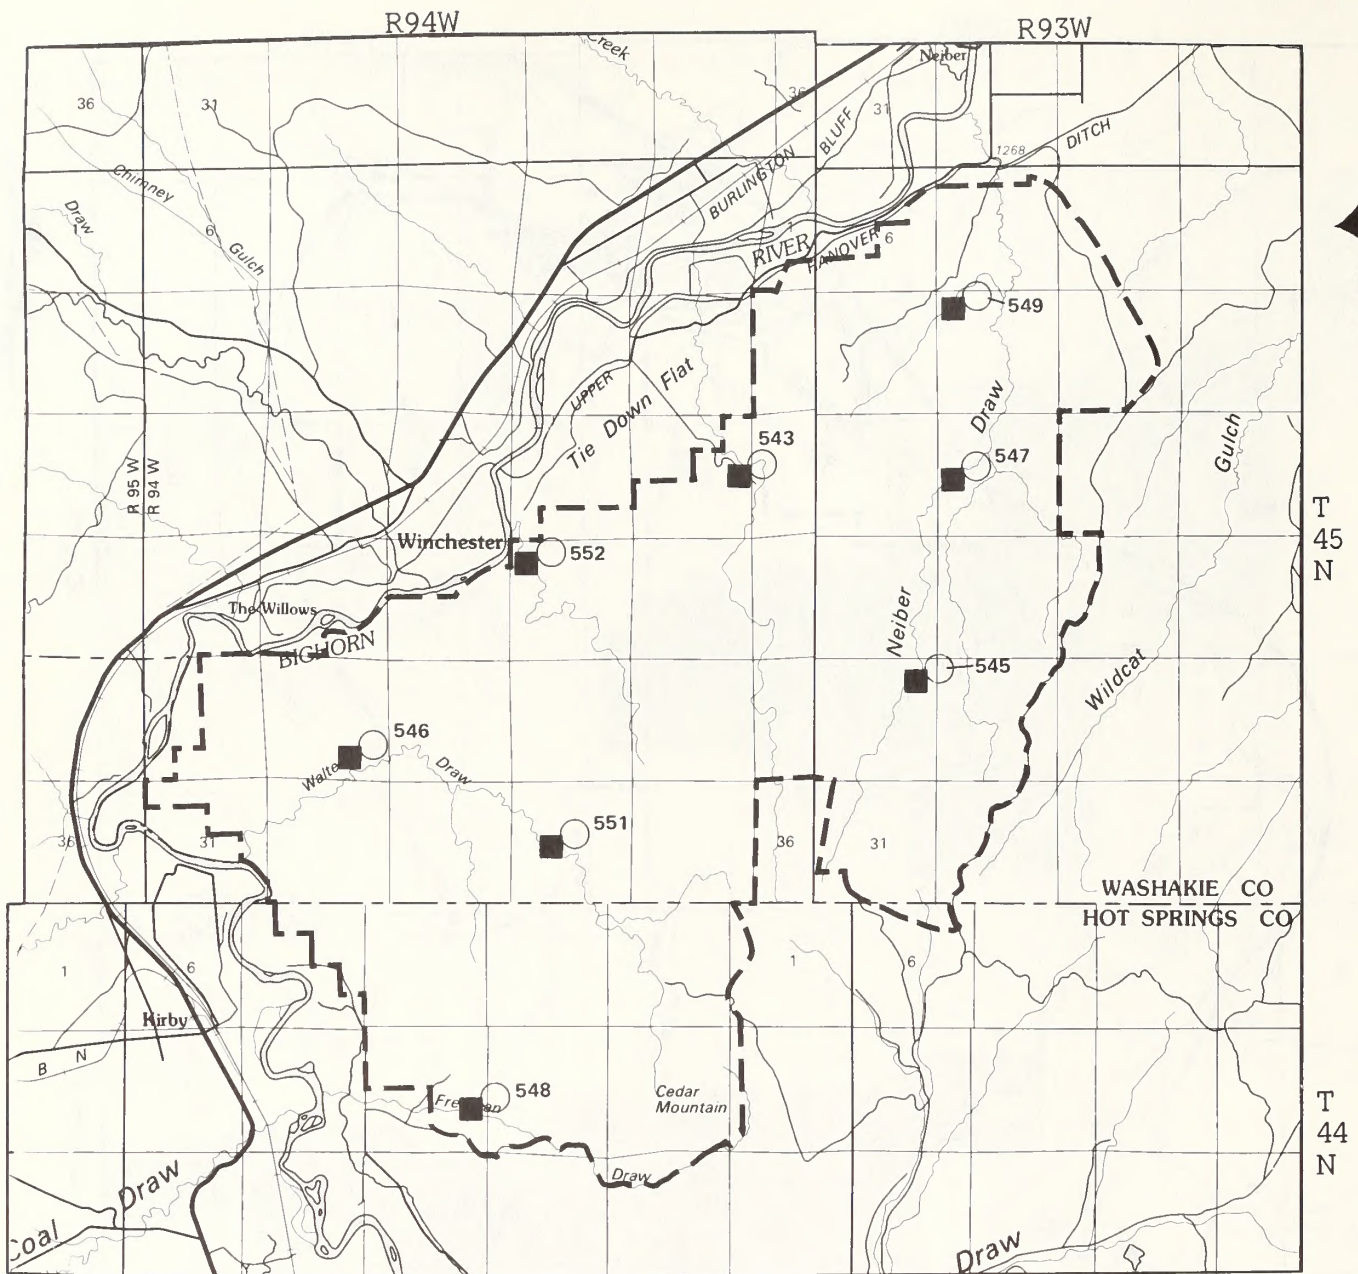 R94W
R93W
Creek
Neiber
36
31
36
31
BLUFF
DITCH
1268
BURLINGTON
Chimney
Draw
6
Gulch
1
RIVER
HANOVER
6
549
UPPER
Tie Down Flat
Draw
Gulch
543
547
R 95 W
R 94 W
T
45
N
Winchester
552
The Willows
BIGHORN
Neiber
545
Wildcat
546
Draw
551
36
31
36
31
WASHAKIE CO
HOT SPRINGS CO
1
6
1
6
Kirby
B N
548
Cedar
Mountain
T
44
N
Draw
Draw
Draw